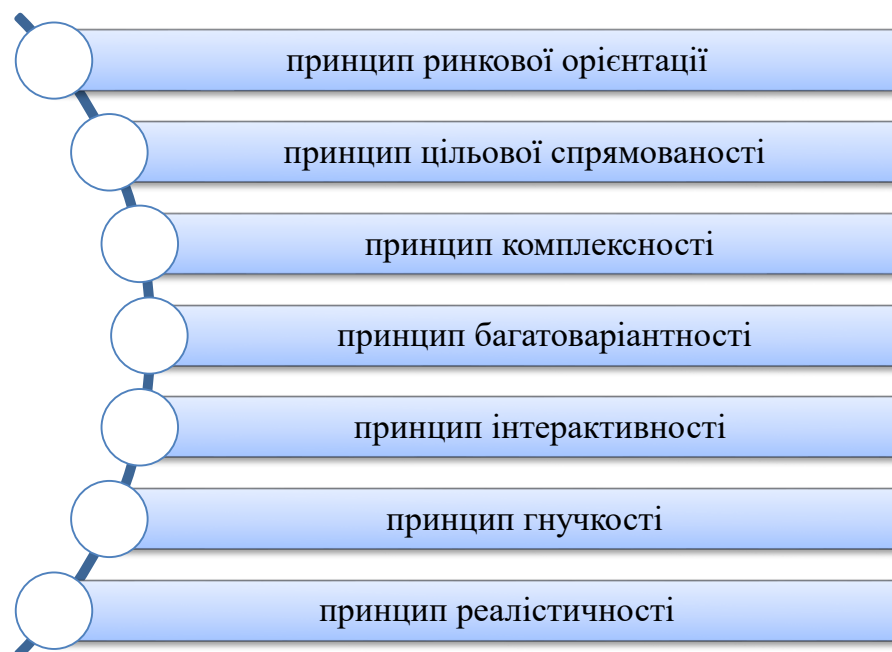 принцип ринкової орієнтації
принцип цільової спрямованості
принцип комплексності
принцип багатоваріантності
принцип інтерактивності
принцип гнучкості
принцип реалістичності